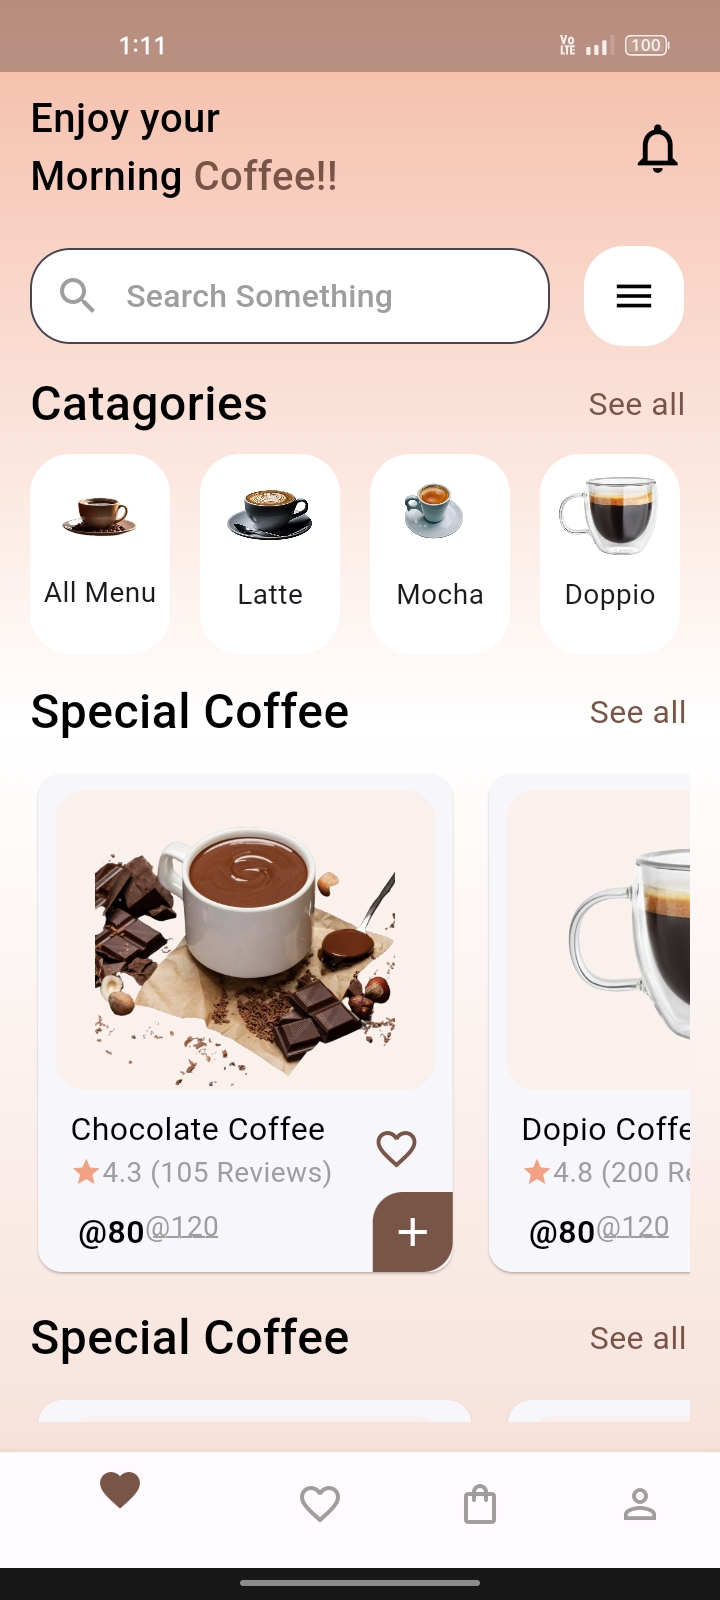 1:11
Vo LTE
100
Enjoy your
Morning Coffee!!
Search Something
Catagories
See all
All Menu
Latte
Mocha
Doppio
Special Coffee
See all
Chocolate Coffee
4.3 (105 Reviews)
@80@120
Dopio Coffe
4.8 (200 Re
@80@120
Special Coffee
See all